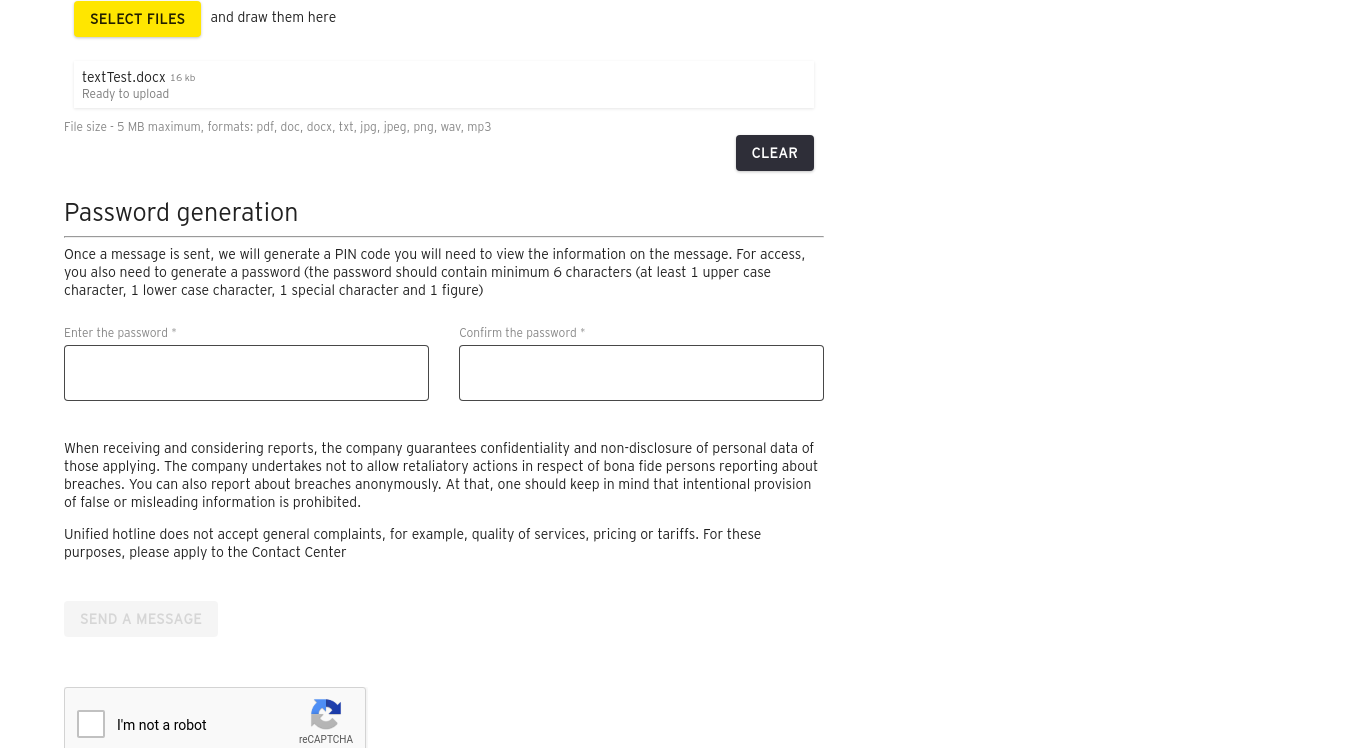 SELECT FILES and draw them here
textTest.docx 16 kb
Ready to upload
File size - 5 MB maximum, formats: pdf, doc, docx, txt, jpg, jpeg, png, wav, mp3
CLEAR
Password generation
Once a message is sent, we will generate a PIN code you will need to view the information on the message. For access,
you also need to generate a password (the password should contain minimum 6 characters (at least 1 upper case
character, 1 lower case character, 1 special character and 1 figure)
Enter the password * Confirm the password *
When receiving and considering reports, the company guarantees confidentiality and non-disclosure of personal data of
those applying. The company undertakes not to allow retaliatory actions in respect of bona fide persons reporting about
breaches. You can also report about breaches anonymously. At that, one should keep in mind that intentional provision
of false or misleading information is prohibited.
Unified hotline does not accept general complaints, for example, quality of services, pricing or tariffs. For these
purposes, please apply to the Contact Center
SEND A MESSAGE
I'm not a robot
reCAPTCHA